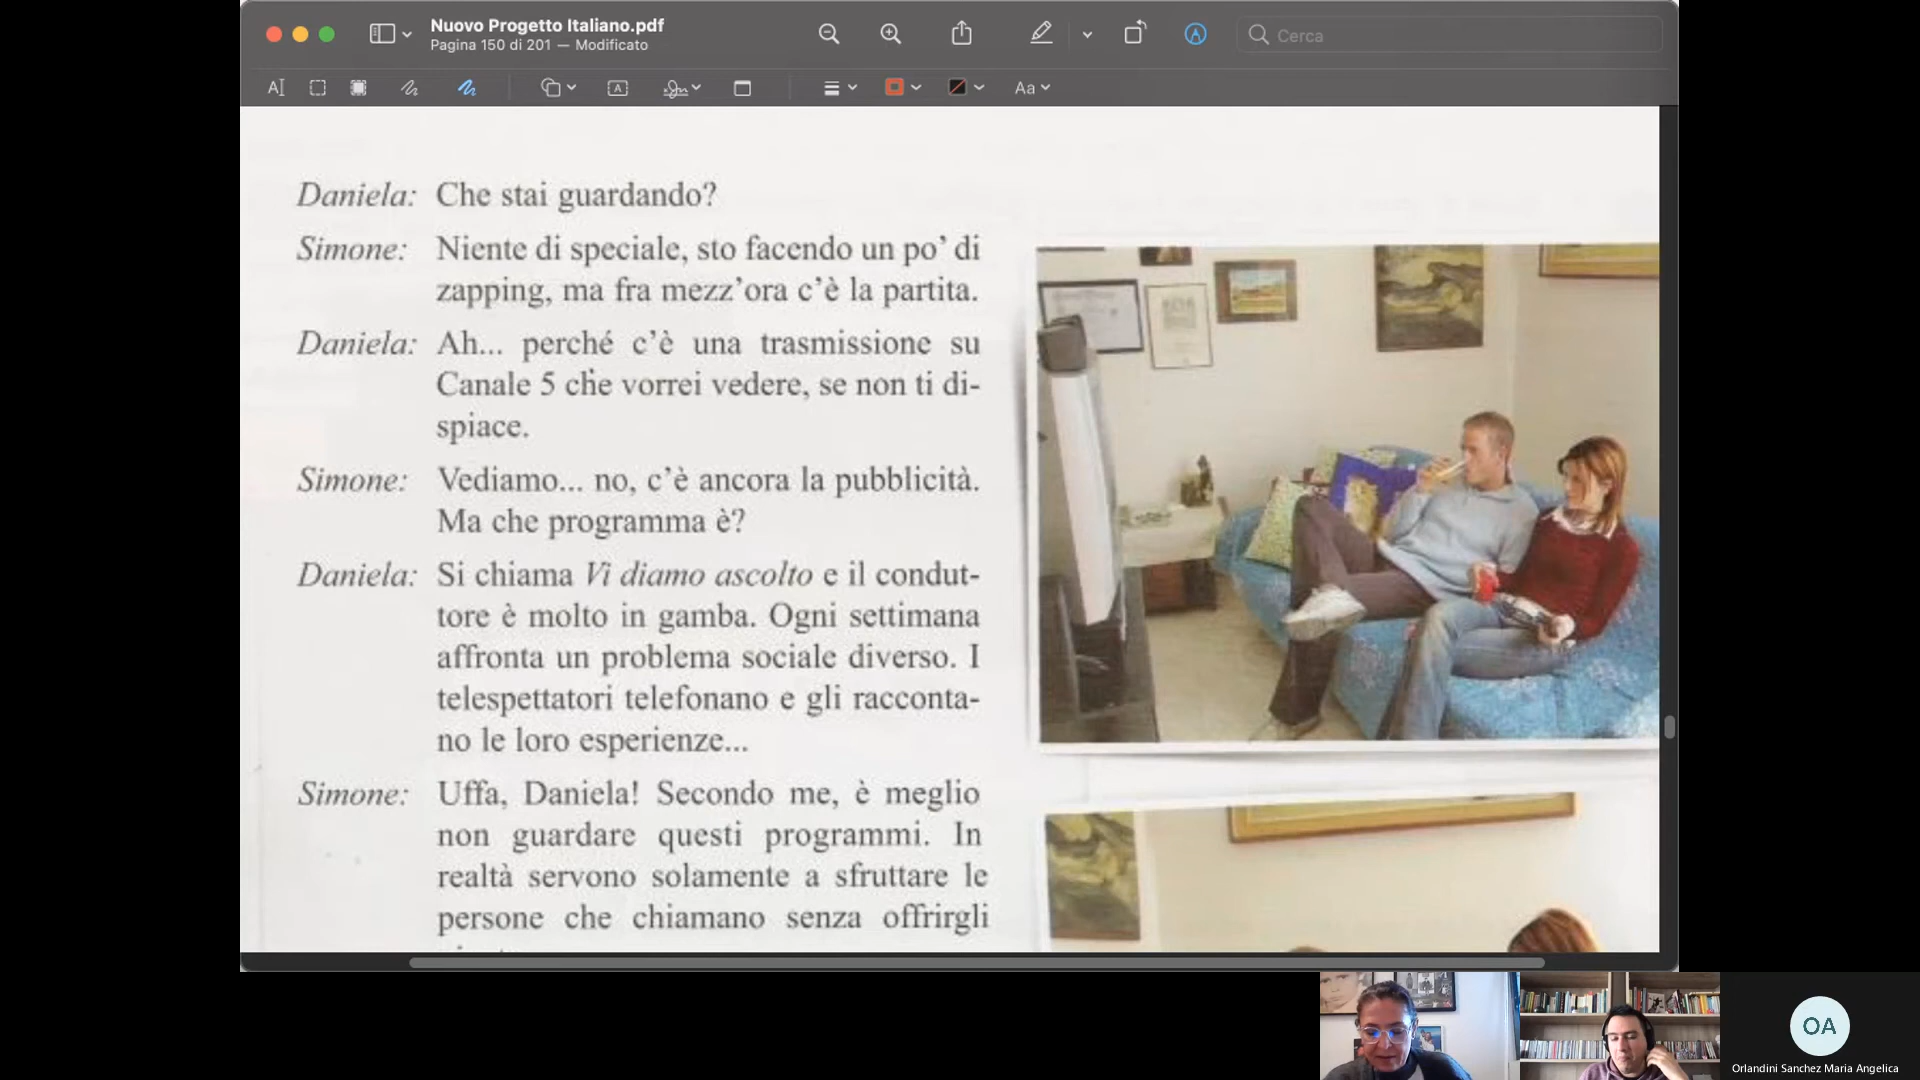 Nuovo Progetto Italiano.pdf
Pagina 150 di 201 — Modificato
Cerca
Aa
Daniela: Che stai guardando?
Simone: Niente di speciale, sto facendo un po' di
zapping, ma fra mezz'ora c'è la partita.
Daniela: Ah... perché c'è una trasmissione su
Canale 5 che vorrei vedere, se non ti di-
spiace.
Simone: Vediamo... no, c'è ancora la pubblicità.
Ma che programma è?
Daniela: Si chiama Vi diamo ascolto e il condut-
tore è molto in gamba. Ogni settimana
affronta un problema sociale diverso. I
telespettatori telefonano e gli racconta-
no le loro esperienze...
Simone: Uffa, Daniela! Secondo me, è meglio
non guardare questi programmi. In
realtà servono solamente a sfruttare le
persone che chiamano senza offrirgli
OA
Orlandini Sanchez Maria Angelica